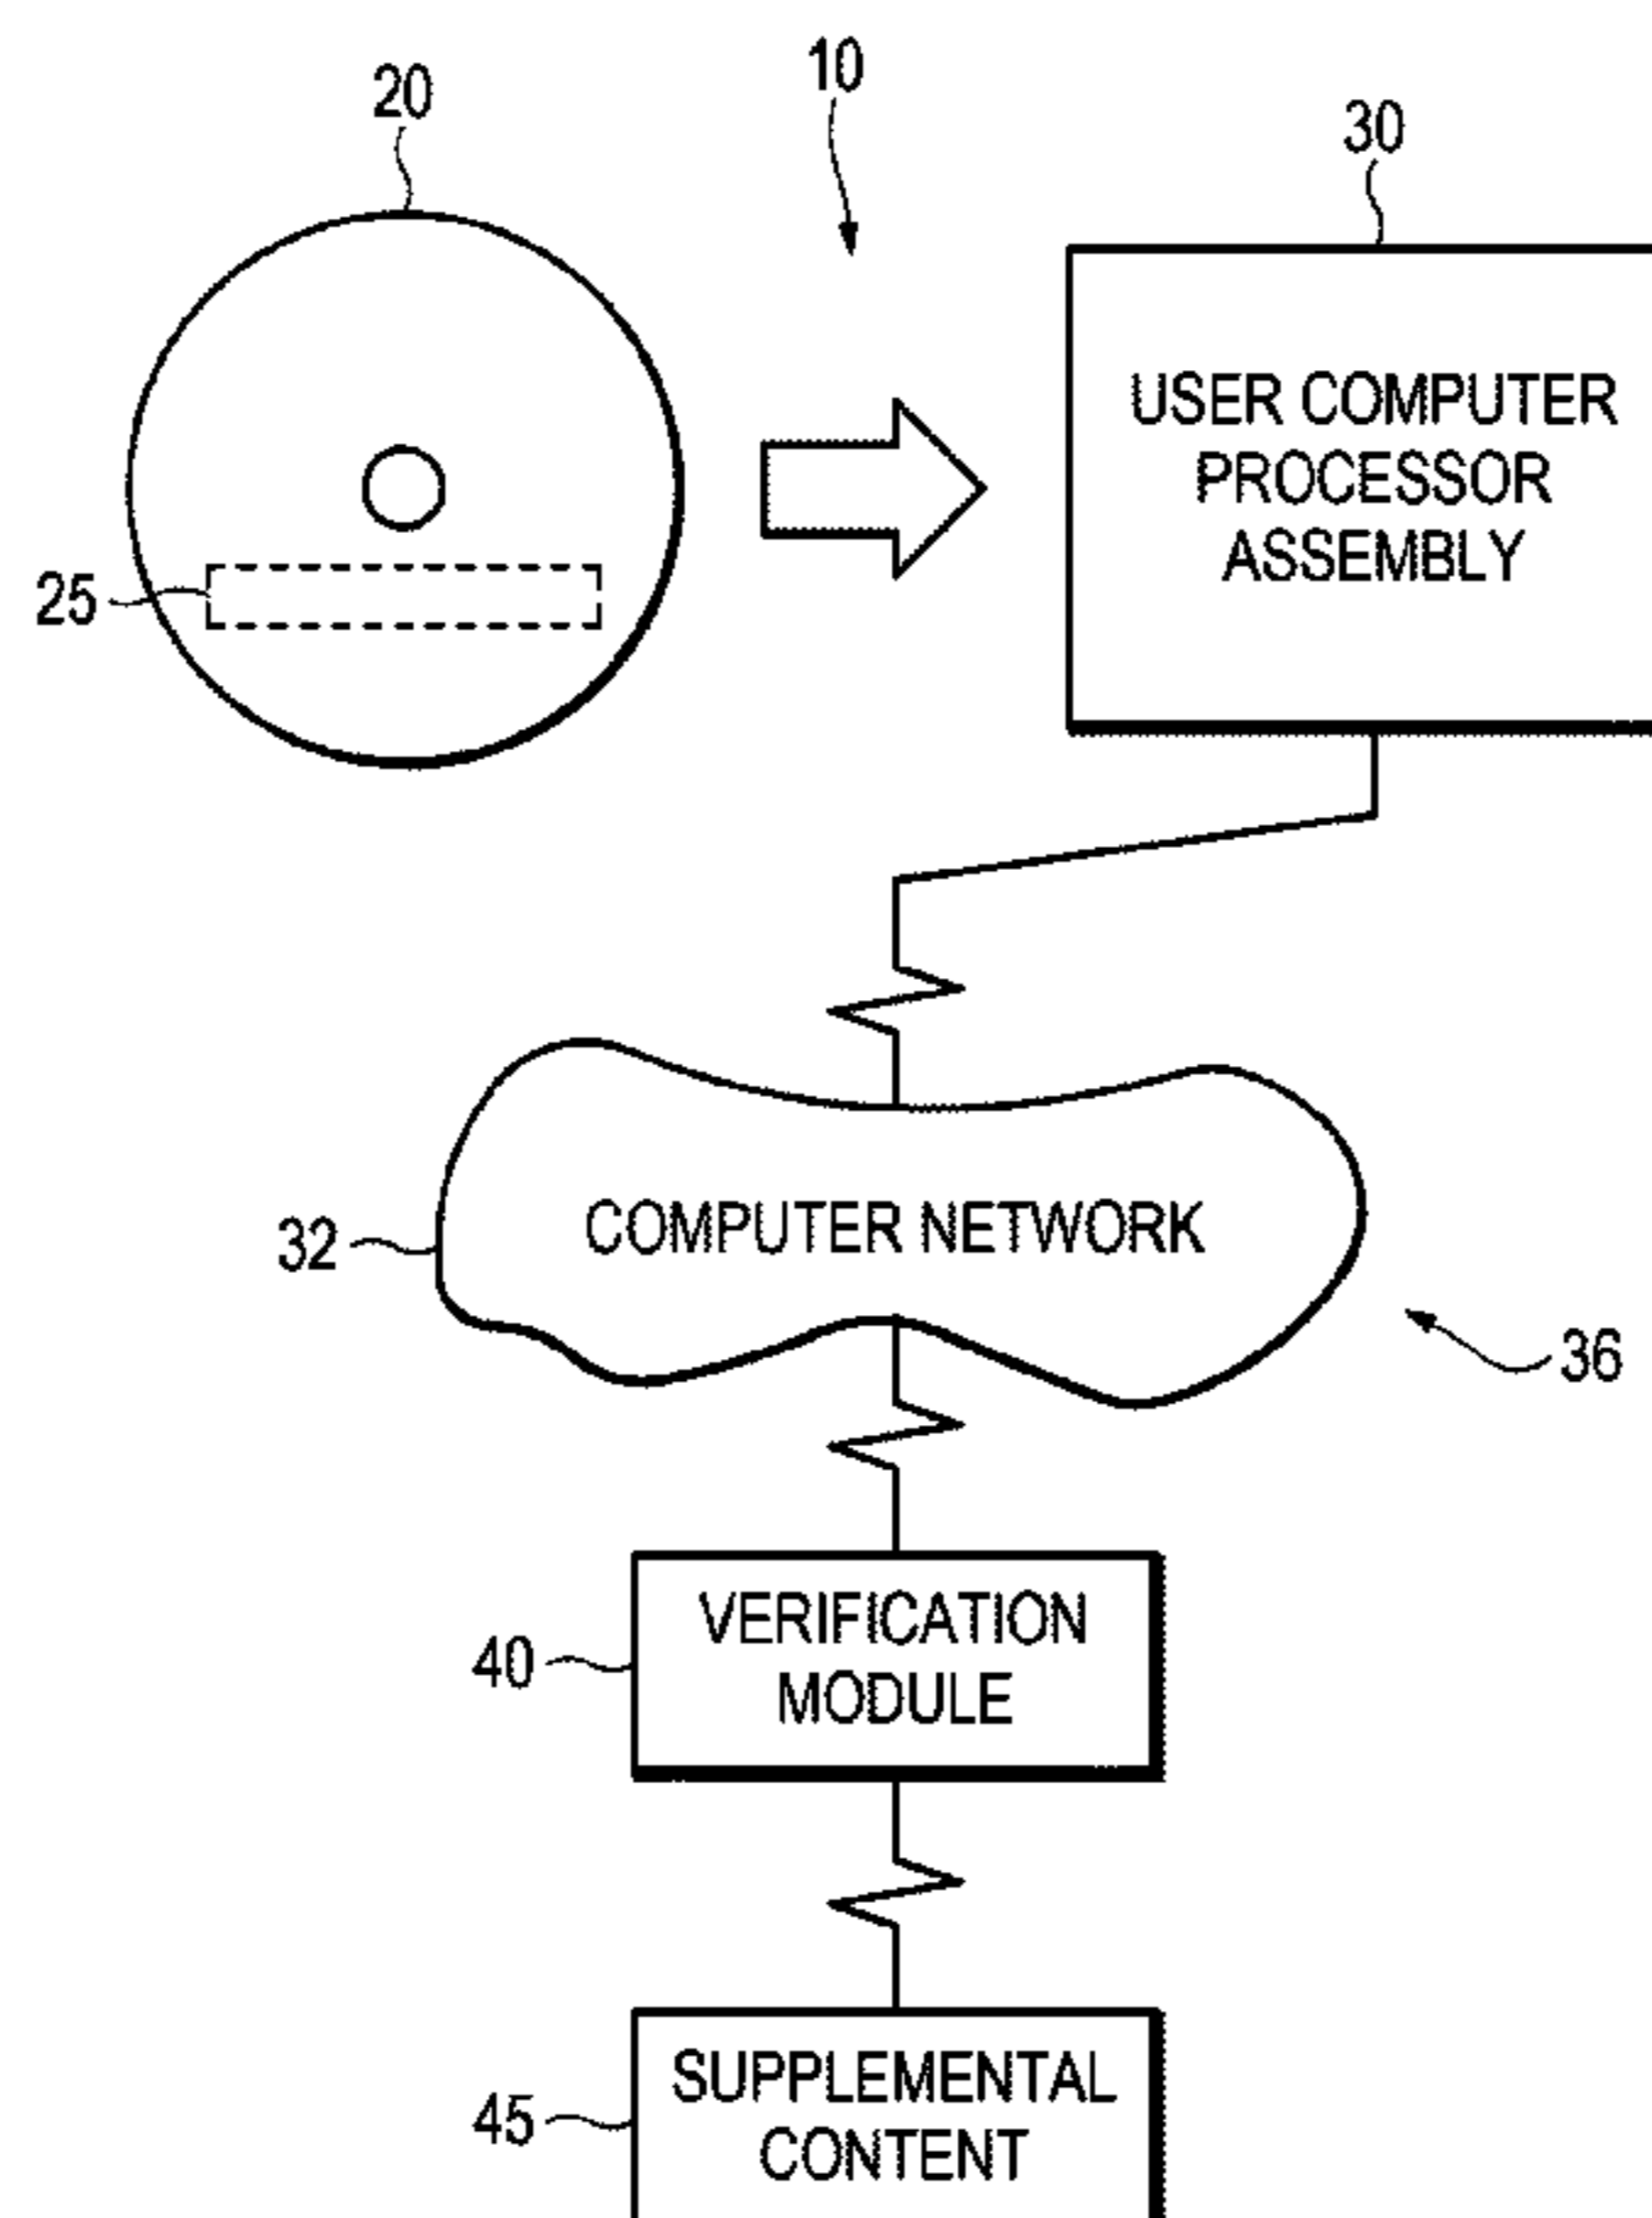 10
20
30
USER COMPUTER
PROCESSOR
ASSEMBLY
25
COMPUTER NETWORK
32
36
VERIFICATION
MODULE
40
SUPPLEMENTAL
CONTENT
45